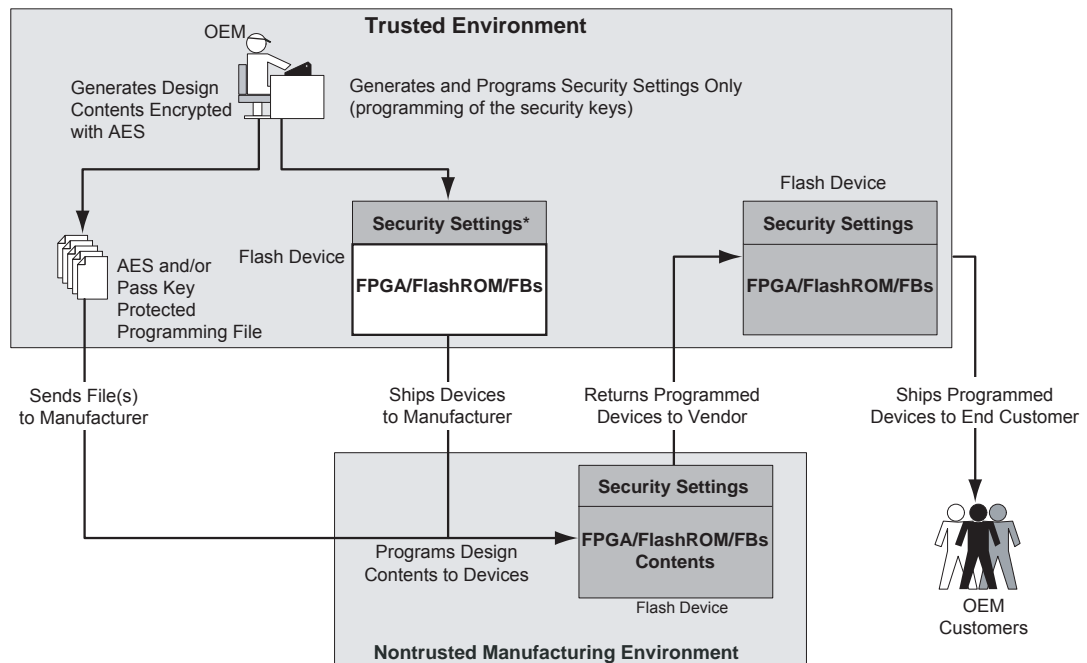 Trusted Environment
OEM
Generates Design
Contents Encrypted
with AES
Generates and Programs Security Settings Only
(programming of the security keys)
Flash Device
Security Settings*
FPGA/FlashROM/FBs
Flash Device
Security Settings
FPGA/FlashROM/FBs
AES and/or
Pass Key
Protected
Programming File
Sends File(s)
to Manufacturer
Ships Devices
to Manufacturer
Returns Programmed
Devices to Vendor
Ships Programmed
Devices to End Customer
Programs Design
Contents to Devices
Security Settings
FPGA/FlashROM/FBs
Contents
Flash Device
Nontrusted Manufacturing Environment
OEM
Customers